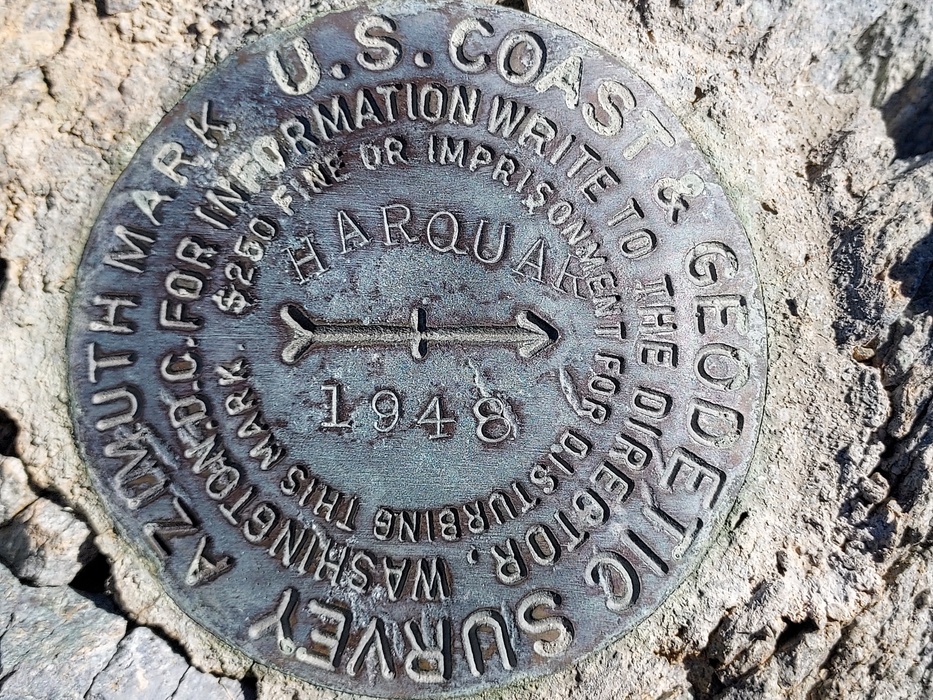 U.S. COAST & GEODETIC SURVEY
AZIMUTH MARK
FOR INFORMATION WRITE TO THE DIRECTOR, WASHINGTON, D.C.
$250 FINE OR IMPRISONMENT FOR DISTURBING THIS MARK.
HARQUAR
1948